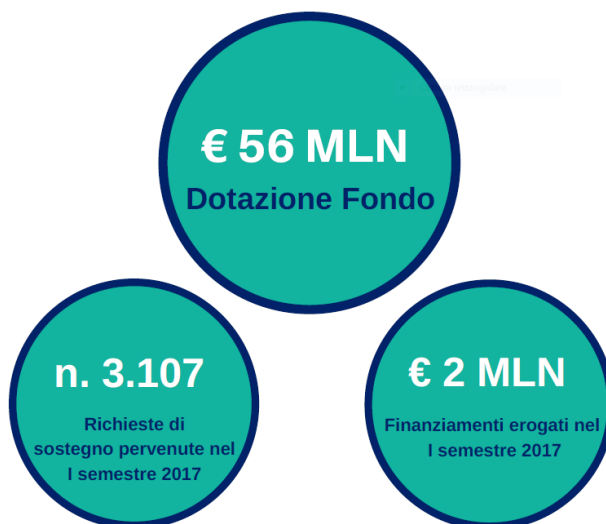 € 56 MLN
Dotazione Fondo
n. 3.107
Richieste di
sostegno pervenute nel
I semestre 2017
€ 2 MLN
Finanziamenti erogati nel
I semestre 2017